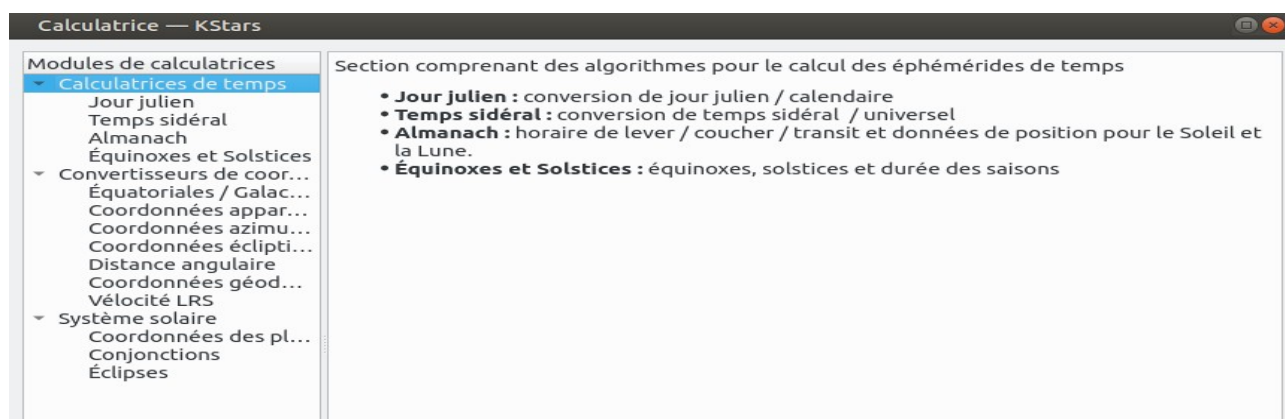 Calculatrice — KStars
Modules de calculatrices
Calculatrices de temps
Jour julien
Temps sidéral
Almanach
Équinoxes et Solstices
Convertisseurs de coor...
Équatoriales / Galac...
Coordonnées appar...
Coordonnées azimu...
Coordonnées éclipti...
Distance angulaire
Coordonnées géod...
Vélocité LRS
Système solaire
Coordonnées des pl...
Conjonctions
Éclipses
Section comprenant des algorithmes pour le calcul des éphémérides de temps
• Jour julien : conversion de jour julien / calendaire
• Temps sidéral : conversion de temps sidéral / universel
• Almanach : horaire de lever / coucher / transit et données de position pour le Soleil et
la Lune.
• Équinoxes et Solstices : équinoxes, solstices et durée des saisons